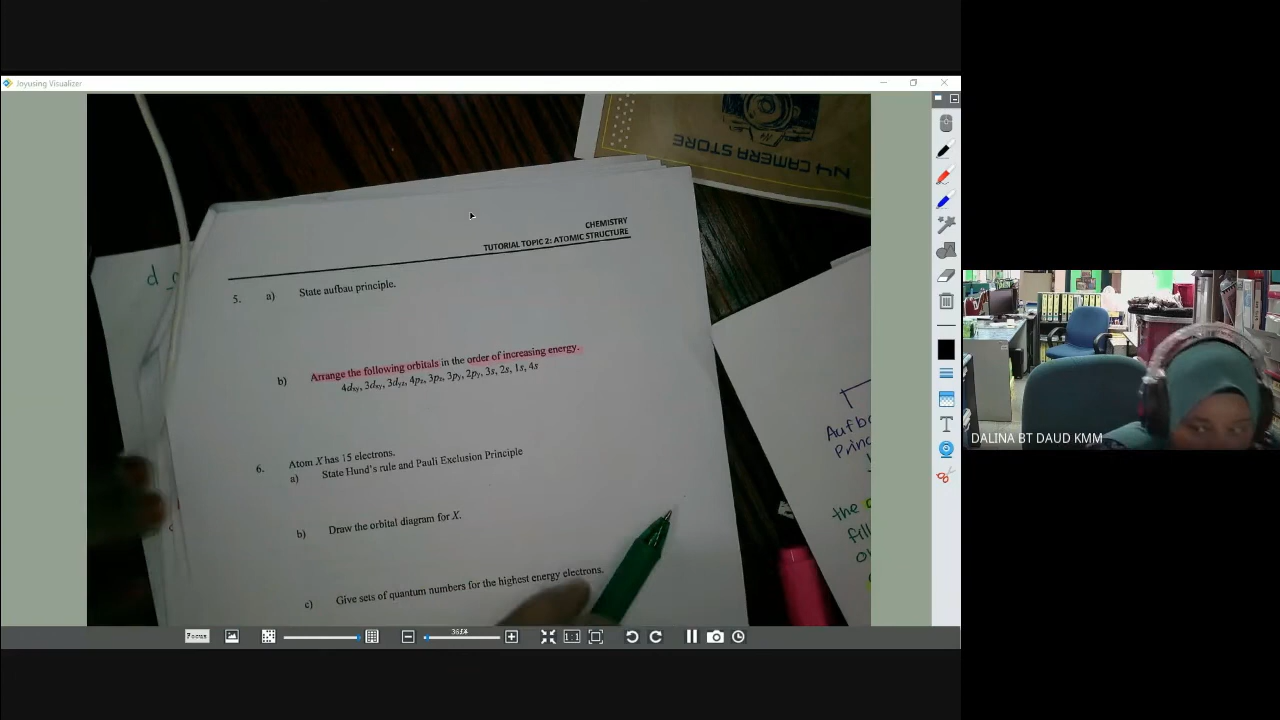 Joyusing Visualizer
N4 CAMERA STORE
CHEMISTRY
TUTORIAL TOPIC 2: ATOMIC STRUCTURE
5. a) State aufbau principle.
b) Arrange the following orbitals in the order of increasing energy.
4dxy, 3dxy, 3dyz, 4pz, 3pz, 3py, 2py, 3s, 2s, 1s, 4s
6. Atom X has 15 electrons.
a) State Hund's rule and Pauli Exclusion Principle
b) Draw the orbital diagram for X.
c) Give sets of quantum numbers for the highest energy electrons.
d
the
Focus
1:1
T
DALINA BT DAUD KMM